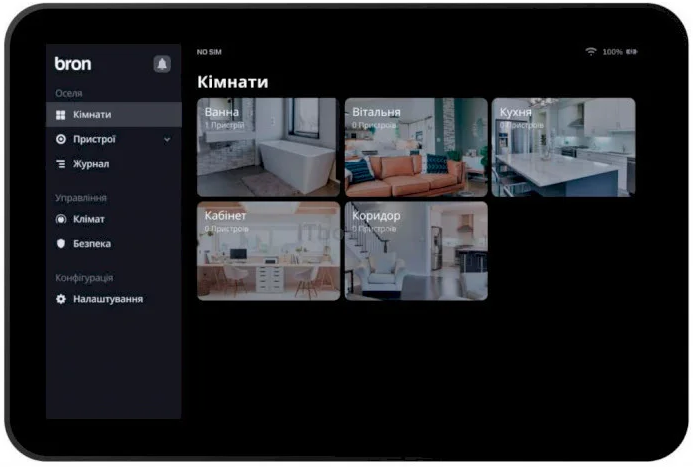 bron
Оселя
Кімнати
Пристрої
Журнал
Управління
Клімат
Безпека
Конфігурація
Налаштування
NO SIM
100%
Кімнати
Ванна
1 Пристрій
Вітальня
0 Пристроїв
Кухня
0 Пристроїв
Кабінет
0 Пристроїв
Коридор
0 Пристроїв